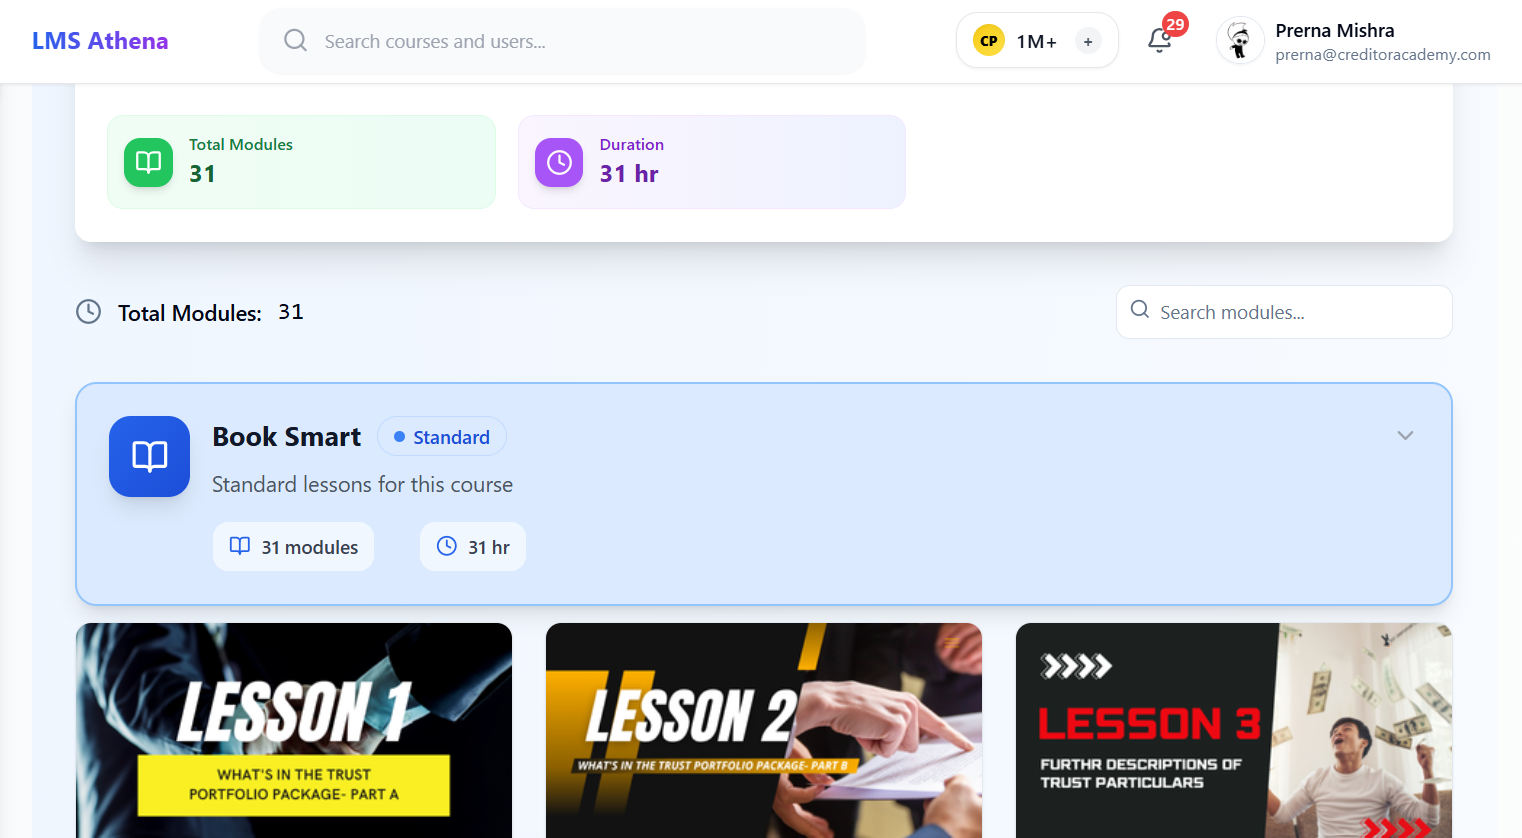 LMS Athena
Search courses and users...
CP 1M+ +
29
Prerna Mishra
prerna@creditoracademy.com
Total Modules
31
Duration
31 hr
Total Modules: 31
Search modules...
Book Smart
Standard
Standard lessons for this course
31 modules
31 hr
LESSON 1
WHAT'S IN THE TRUST
PORTFOLIO PACKAGE- PART A
LESSON 2
WHAT'S IN THE TRUST PORTFOLIO PACKAGE- PART B
LESSON 3
FURTHR DESCRIPTIONS OF
TRUST PARTICULARS